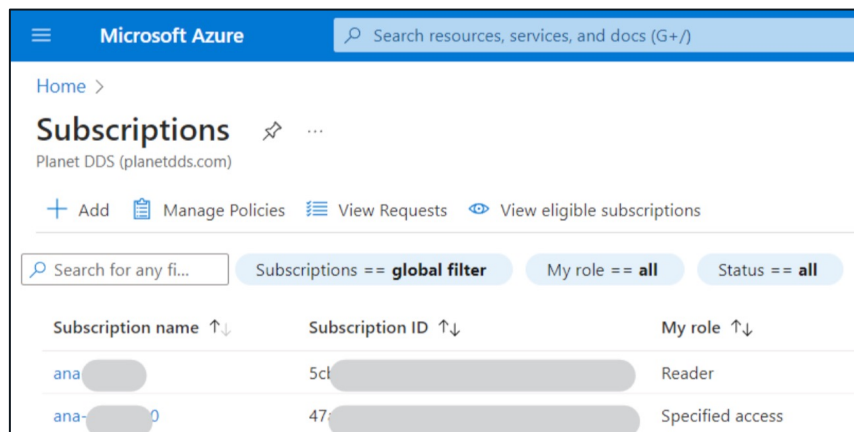 Microsoft Azure Search resources, services, and docs (G+/)
Home >
Subscriptions ...
Planet DDS (planetdds.com)
+ Add Manage Policies View Requests View eligible subscriptions
Search for any fi... Subscriptions == global filter My role == all Status == all
Subscription name ↑↓ Subscription ID ↑↓ My role ↑↓
ana 5cb Reader
ana- 0 47 Specified access